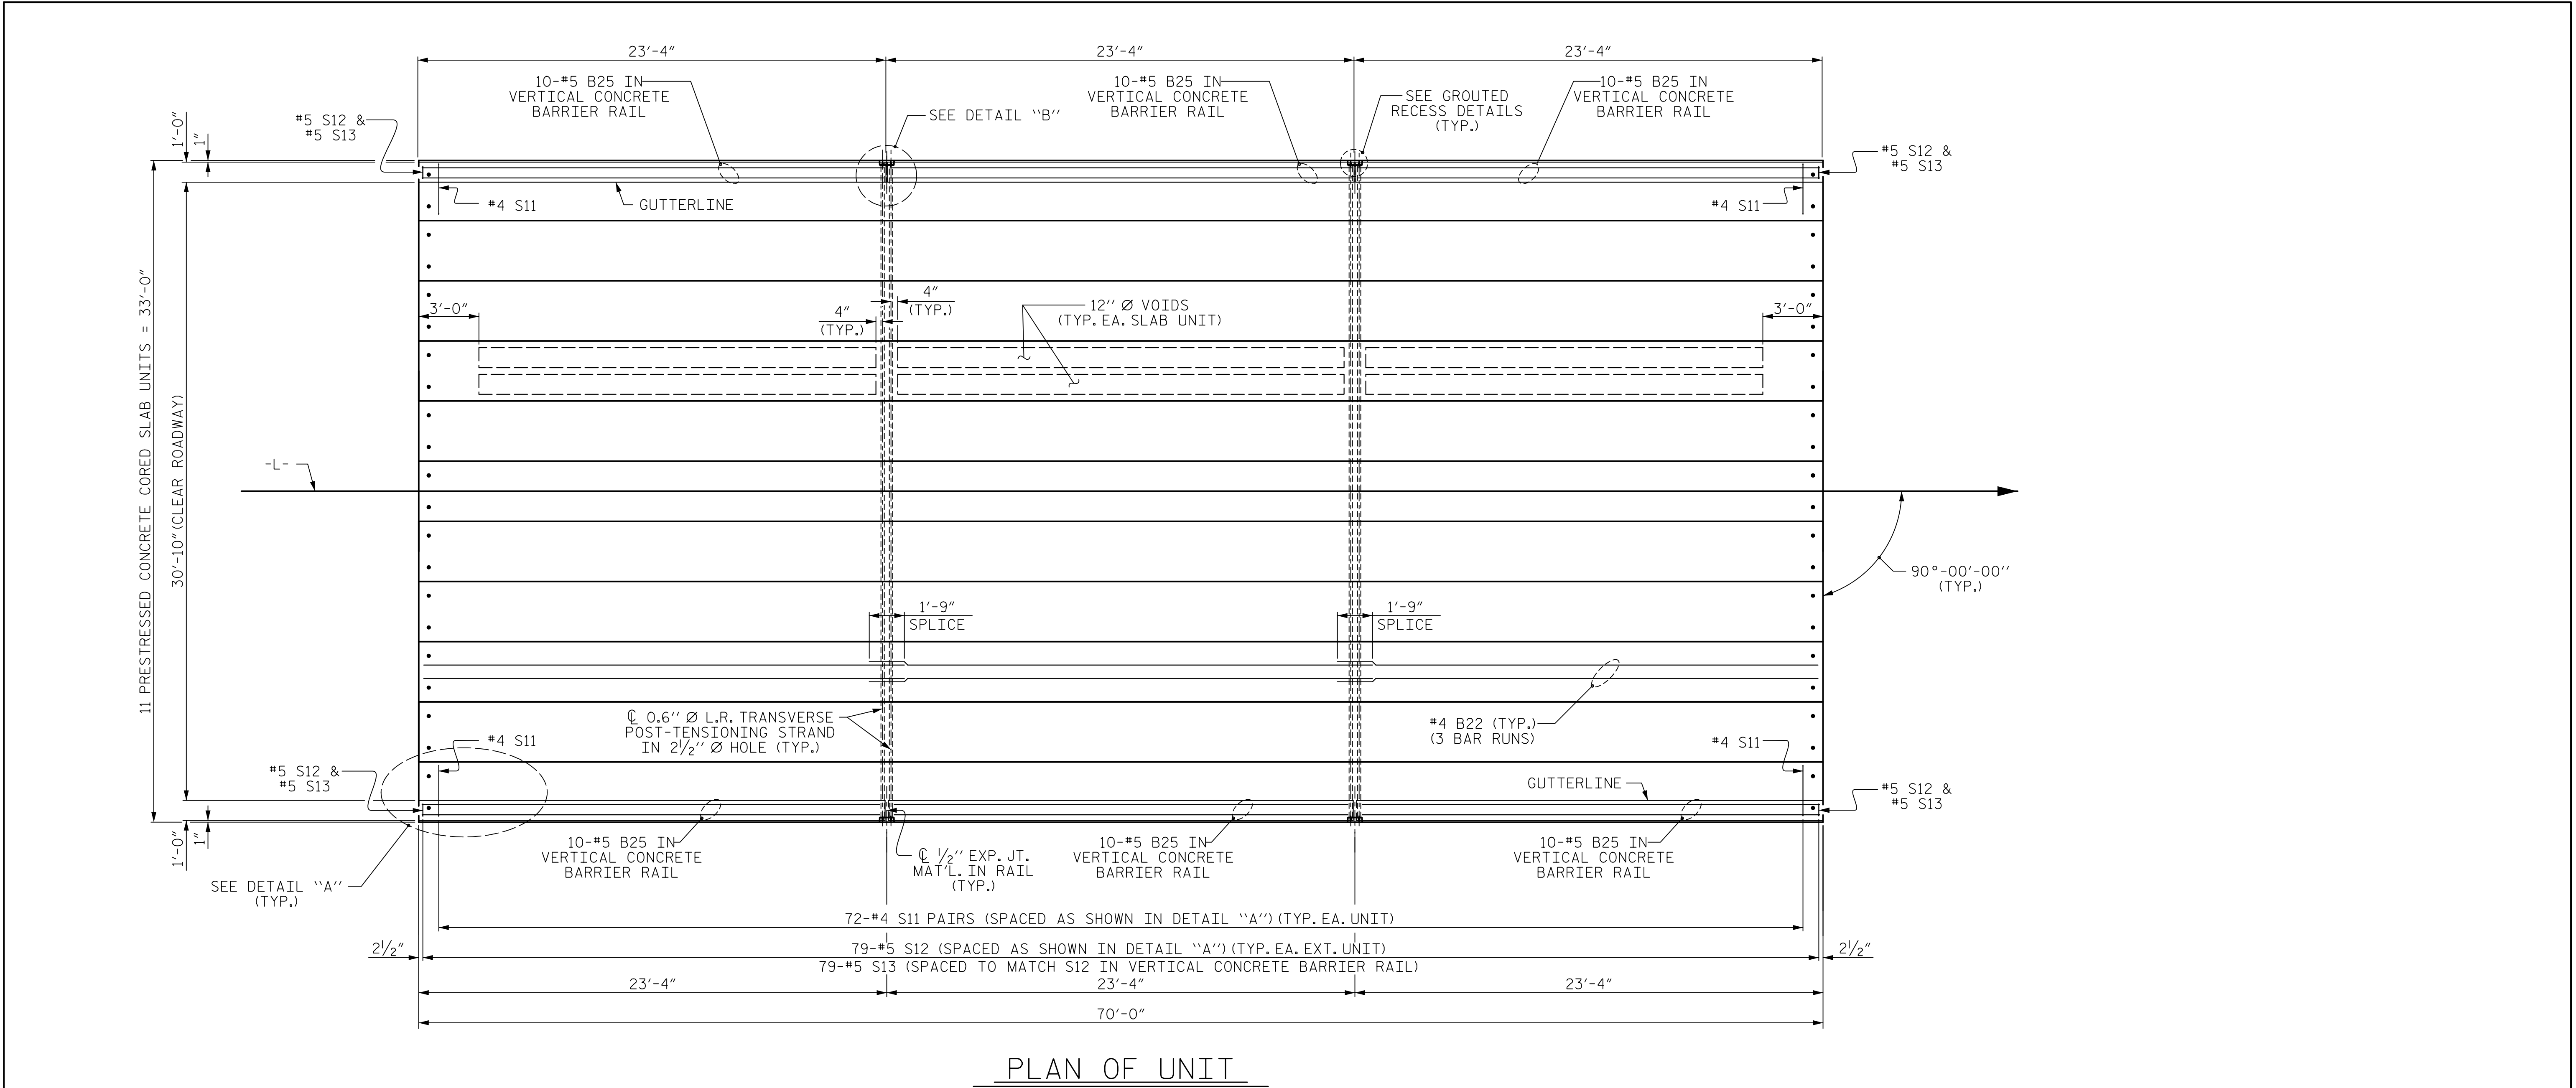 23'-4"
23'-4"
23'-4"
10-#5 B25 IN
VERTICAL CONCRETE
BARRIER RAIL
SEE DETAIL "B"
10-#5 B25 IN
VERTICAL CONCRETE
BARRIER RAIL
SEE GROUTED
RECESS DETAILS
(TYP.)
10-#5 B25 IN
VERTICAL CONCRETE
BARRIER RAIL
1'-0"
1"
#5 S12 &
#5 S13
#5 S12 &
#5 S13
#4 S11
GUTTERLINE
#4 S11
11 PRESTRESSED CONCRETE CORED SLAB UNITS = 33'-0"
30'-10" (CLEAR ROADWAY)
3'-0"
4"
(TYP.)
4"
(TYP.)
12'' Ø VOIDS
(TYP. EA. SLAB UNIT)
3'-0"
-L-
90°-00'-00''
(TYP.)
1'-9"
SPLICE
1'-9"
SPLICE
℄ 0.6'' Ø L.R. TRANSVERSE
POST-TENSIONING STRAND
IN 2 1/2'' Ø HOLE (TYP.)
#4 B22 (TYP.)
(3 BAR RUNS)
#4 S11
#4 S11
#5 S12 &
#5 S13
GUTTERLINE
#5 S12 &
#5 S13
1'-0"
1"
10-#5 B25 IN
VERTICAL CONCRETE
BARRIER RAIL
℄ 1/2'' EXP. JT.
MAT'L. IN RAIL
(TYP.)
10-#5 B25 IN
VERTICAL CONCRETE
BARRIER RAIL
10-#5 B25 IN
VERTICAL CONCRETE
BARRIER RAIL
SEE DETAIL "A"
(TYP.)
72-#4 S11 PAIRS (SPACED AS SHOWN IN DETAIL "A") (TYP. EA. UNIT)
2 1/2"
79-#5 S12 (SPACED AS SHOWN IN DETAIL "A") (TYP. EA. EXT. UNIT)
2 1/2"
79-#5 S13 (SPACED TO MATCH S12 IN VERTICAL CONCRETE BARRIER RAIL)
23'-4"
23'-4"
23'-4"
70'-0"
PLAN OF UNIT